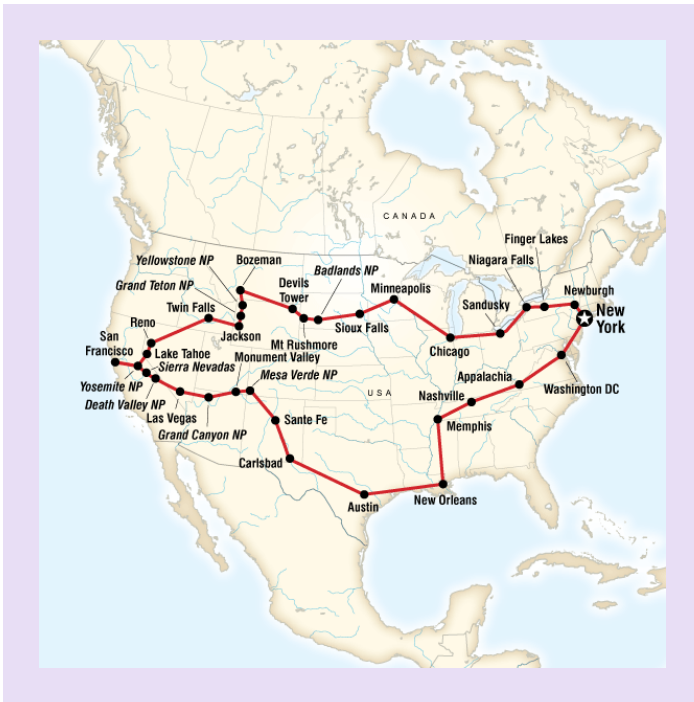 CANADA
Finger Lakes
Niagara Falls
Yellowstone NP
Bozeman
Badlands NP
Grand Teton NP
Devils
Tower
Minneapolis
Newburgh
Twin Falls
Sandusky
New
York
Reno
Jackson
Sioux Falls
San
Francisco
Mt Rushmore
Lake Tahoe
Monument Valley
Chicago
Sierra Nevadas
Mesa Verde NP
Appalachia
Yosemite NP
Washington DC
USA
Nashville
Death Valley NP
Las Vegas
Sante Fe
Memphis
Grand Canyon NP
Carlsbad
New Orleans
Austin